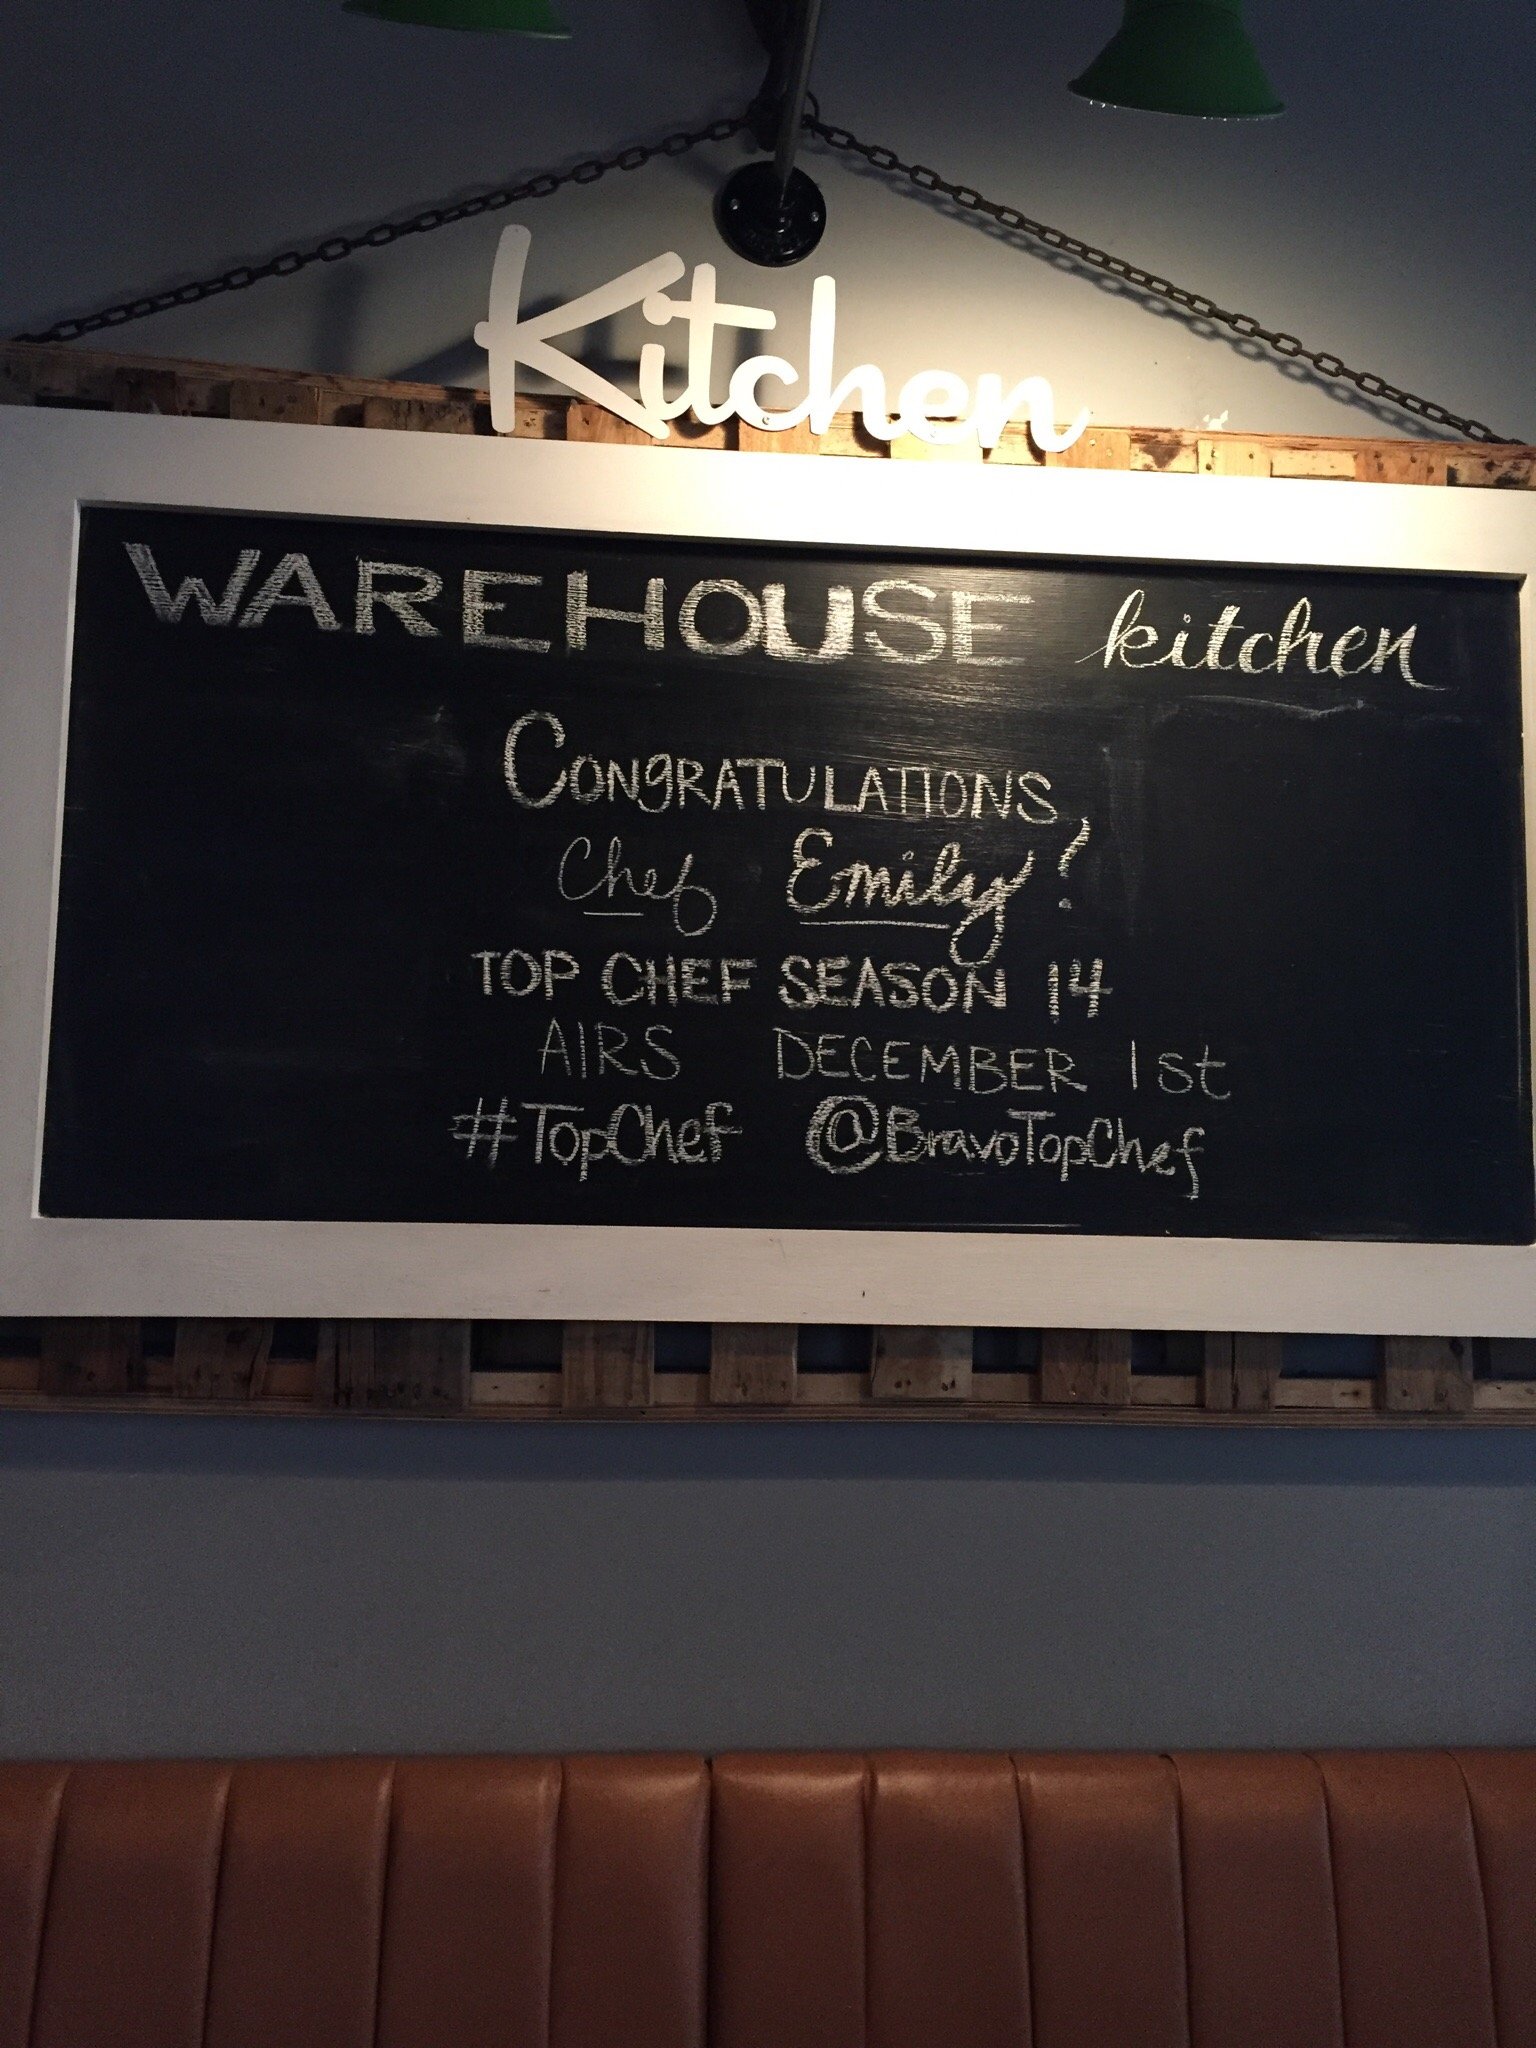 Kitchen
WAREHOUSE kitchen
CONGRATULATIONS,
Chef Emily!
TOP CHEF SEASON 14
AIRS DECEMBER 1st
#TopChef @BravoTopChef